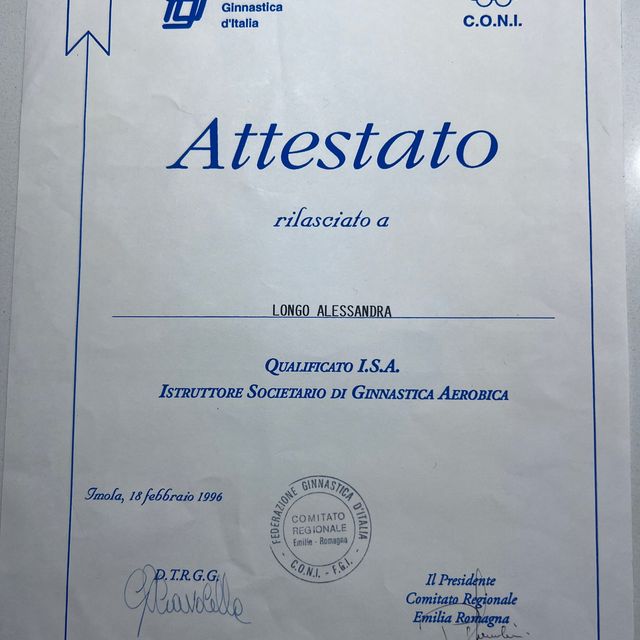 fgi
Ginnastica
d'Italia
C.O.N.I.
Attestato
rilasciato a
LONGO ALESSANDRA
QUALIFICATO I.S.A.
ISTRUTTORE SOCIETARIO DI GINNASTICA AEROBICA
Imola, 18 febbraio 1996
FEDERAZIONE GINNASTICA D'ITALIA
COMITATO
REGIONALE
Emilia - Romagna
- C.O.N.I. - F.G.I. -
D.T.R.G.G.
Il Presidente
Comitato Regionale
Emilia Romagna